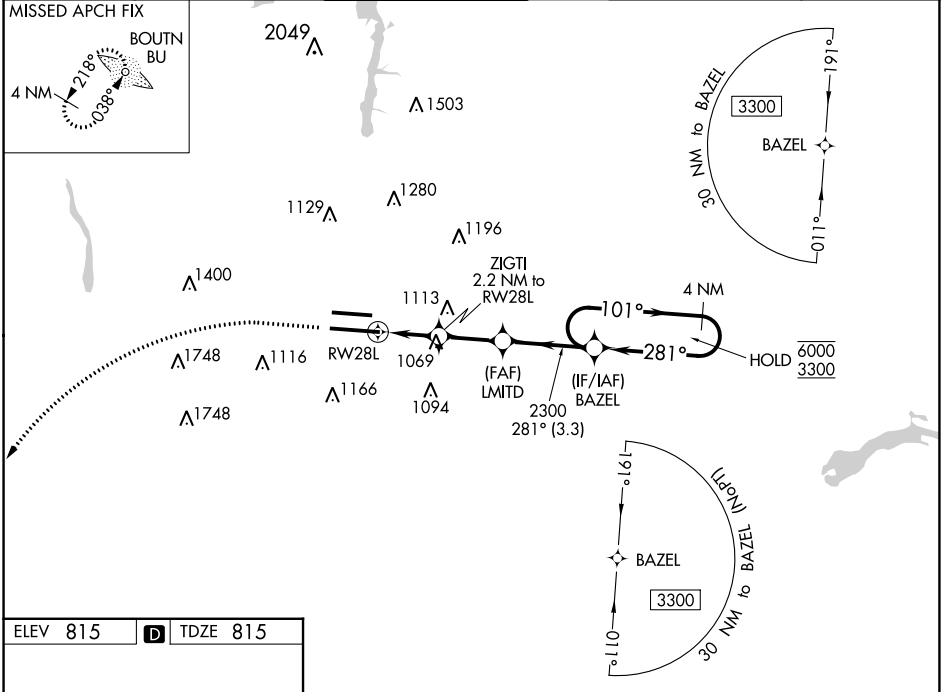 MISSED APCH FIX
BOUTN
BU
4 NM
218°
038°
2049
1503
1280
1129
1196
1400
1113
ZIGTI
2.2 NM to
RW28L
1748
1116
RW28L
1069
1748
1166
1094
(FAF)
LMITD
2300
281° (3.3)
(IF/IAF)
BAZEL
101°
281°
4 NM
HOLD
6000
3300
30 NM to BAZEL
3300
191°
BAZEL
011°
191°
BAZEL
3300
011°
30 NM to BAZEL (NoPT)
ELEV 815 D TDZE 815